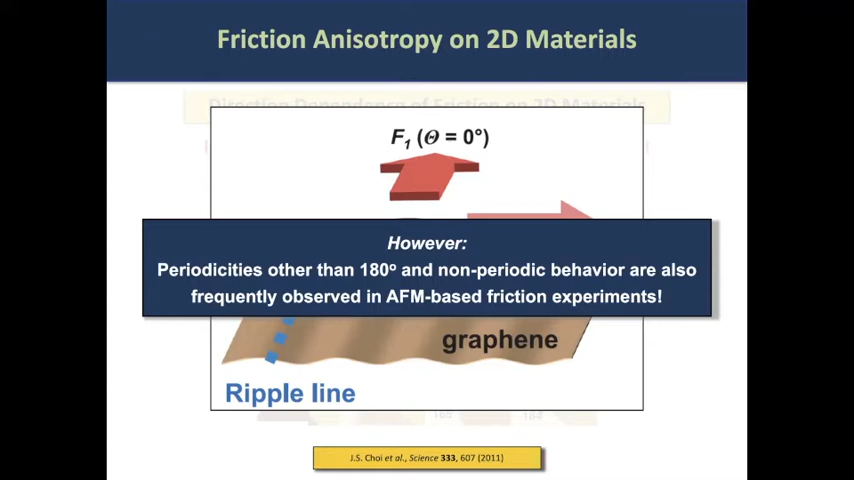 Friction Anisotropy on 2D Materials
Direction Dependence of Friction on 2D Materials
F1 (Θ = 0°)
However:
Periodicities other than 180° and non-periodic behavior are also
frequently observed in AFM-based friction experiments!
graphene
Ripple line
J.S. Choi et al., Science 333, 607 (2011)